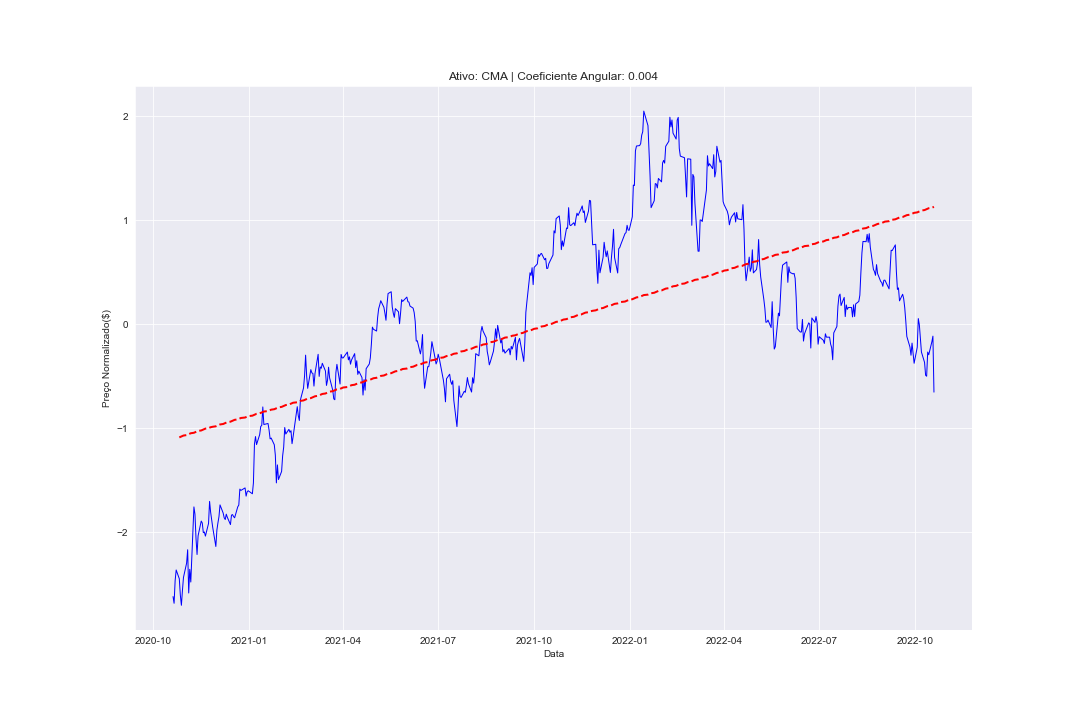 Ativo: CMA | Coeficiente Angular: 0.004
Preço Normalizado($)
2
1
0
−1
−2
2020-10 2021-01 2021-04 2021-07 2021-10 2022-01 2022-04 2022-07 2022-10
Data